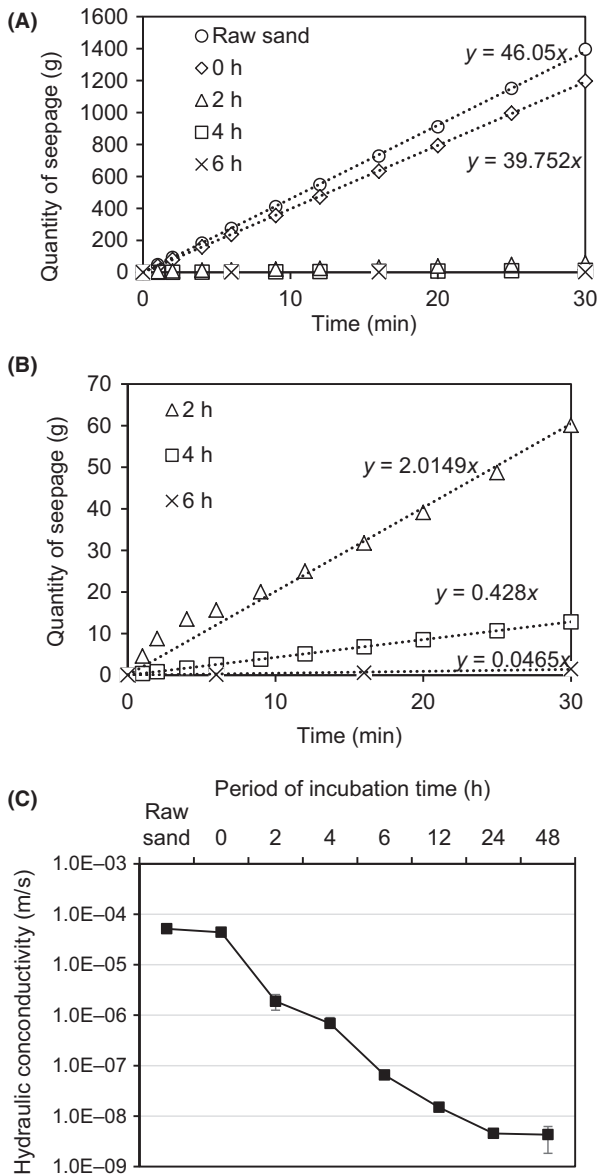 (A)
1600
1400
1200
1000
800
600
400
200
0
Quantity of seepage (g)
Raw sand
0 h
2 h
4 h
6 h
y = 46.05x
y = 39.752x
0 10 20 30
Time (min)
(B)
70
60
50
40
30
20
10
0
Quantity of seepage (g)
2 h
4 h
6 h
y = 2.0149x
y = 0.428x
y = 0.0465x
0 10 20 30
Time (min)
(C)
Period of incubation time (h)
Raw
sand 0 2 4 6 12 24 48
1.0E–03
1.0E–04
1.0E–05
1.0E–06
1.0E–07
1.0E–08
1.0E–09
Hydraulic conconductivity (m/s)